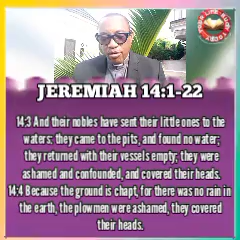 JEREMIAH 14:1-22
14:3 And their nobles have sent their little ones to the
waters: they came to the pits, and found no water;
they returned with their vessels empty; they were
ashamed and confounded, and covered their heads.
14:4 Because the ground is chapt, for there was no rain in
the earth, the plowmen were ashamed, they covered
their heads.